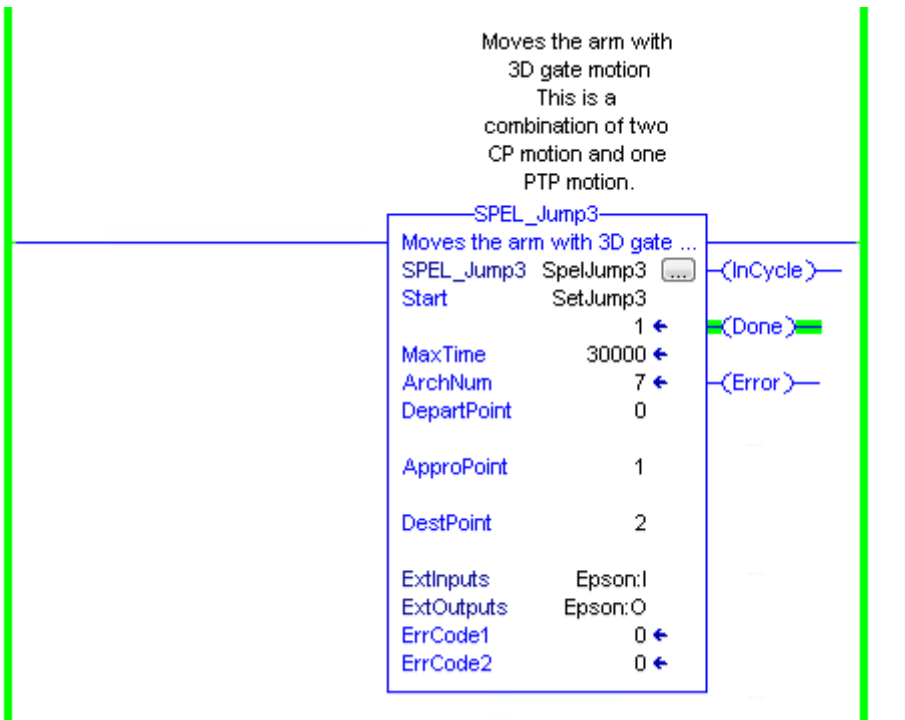 Moves the arm with
3D gate motion
This is a
combination of two
CP motion and one
PTP motion.
SPEL_Jump3
Moves the arm with 3D gate ...
SPEL_Jump3 SpelJump3 ... (InCycle)
Start SetJump3
1 ← (Done)
MaxTime 30000 ←
ArchNum 7 ← (Error)
DepartPoint 0
ApproPoint 1
DestPoint 2
ExtInputs Epson:I
ExtOutputs Epson:O
ErrCode1 0 ←
ErrCode2 0 ←